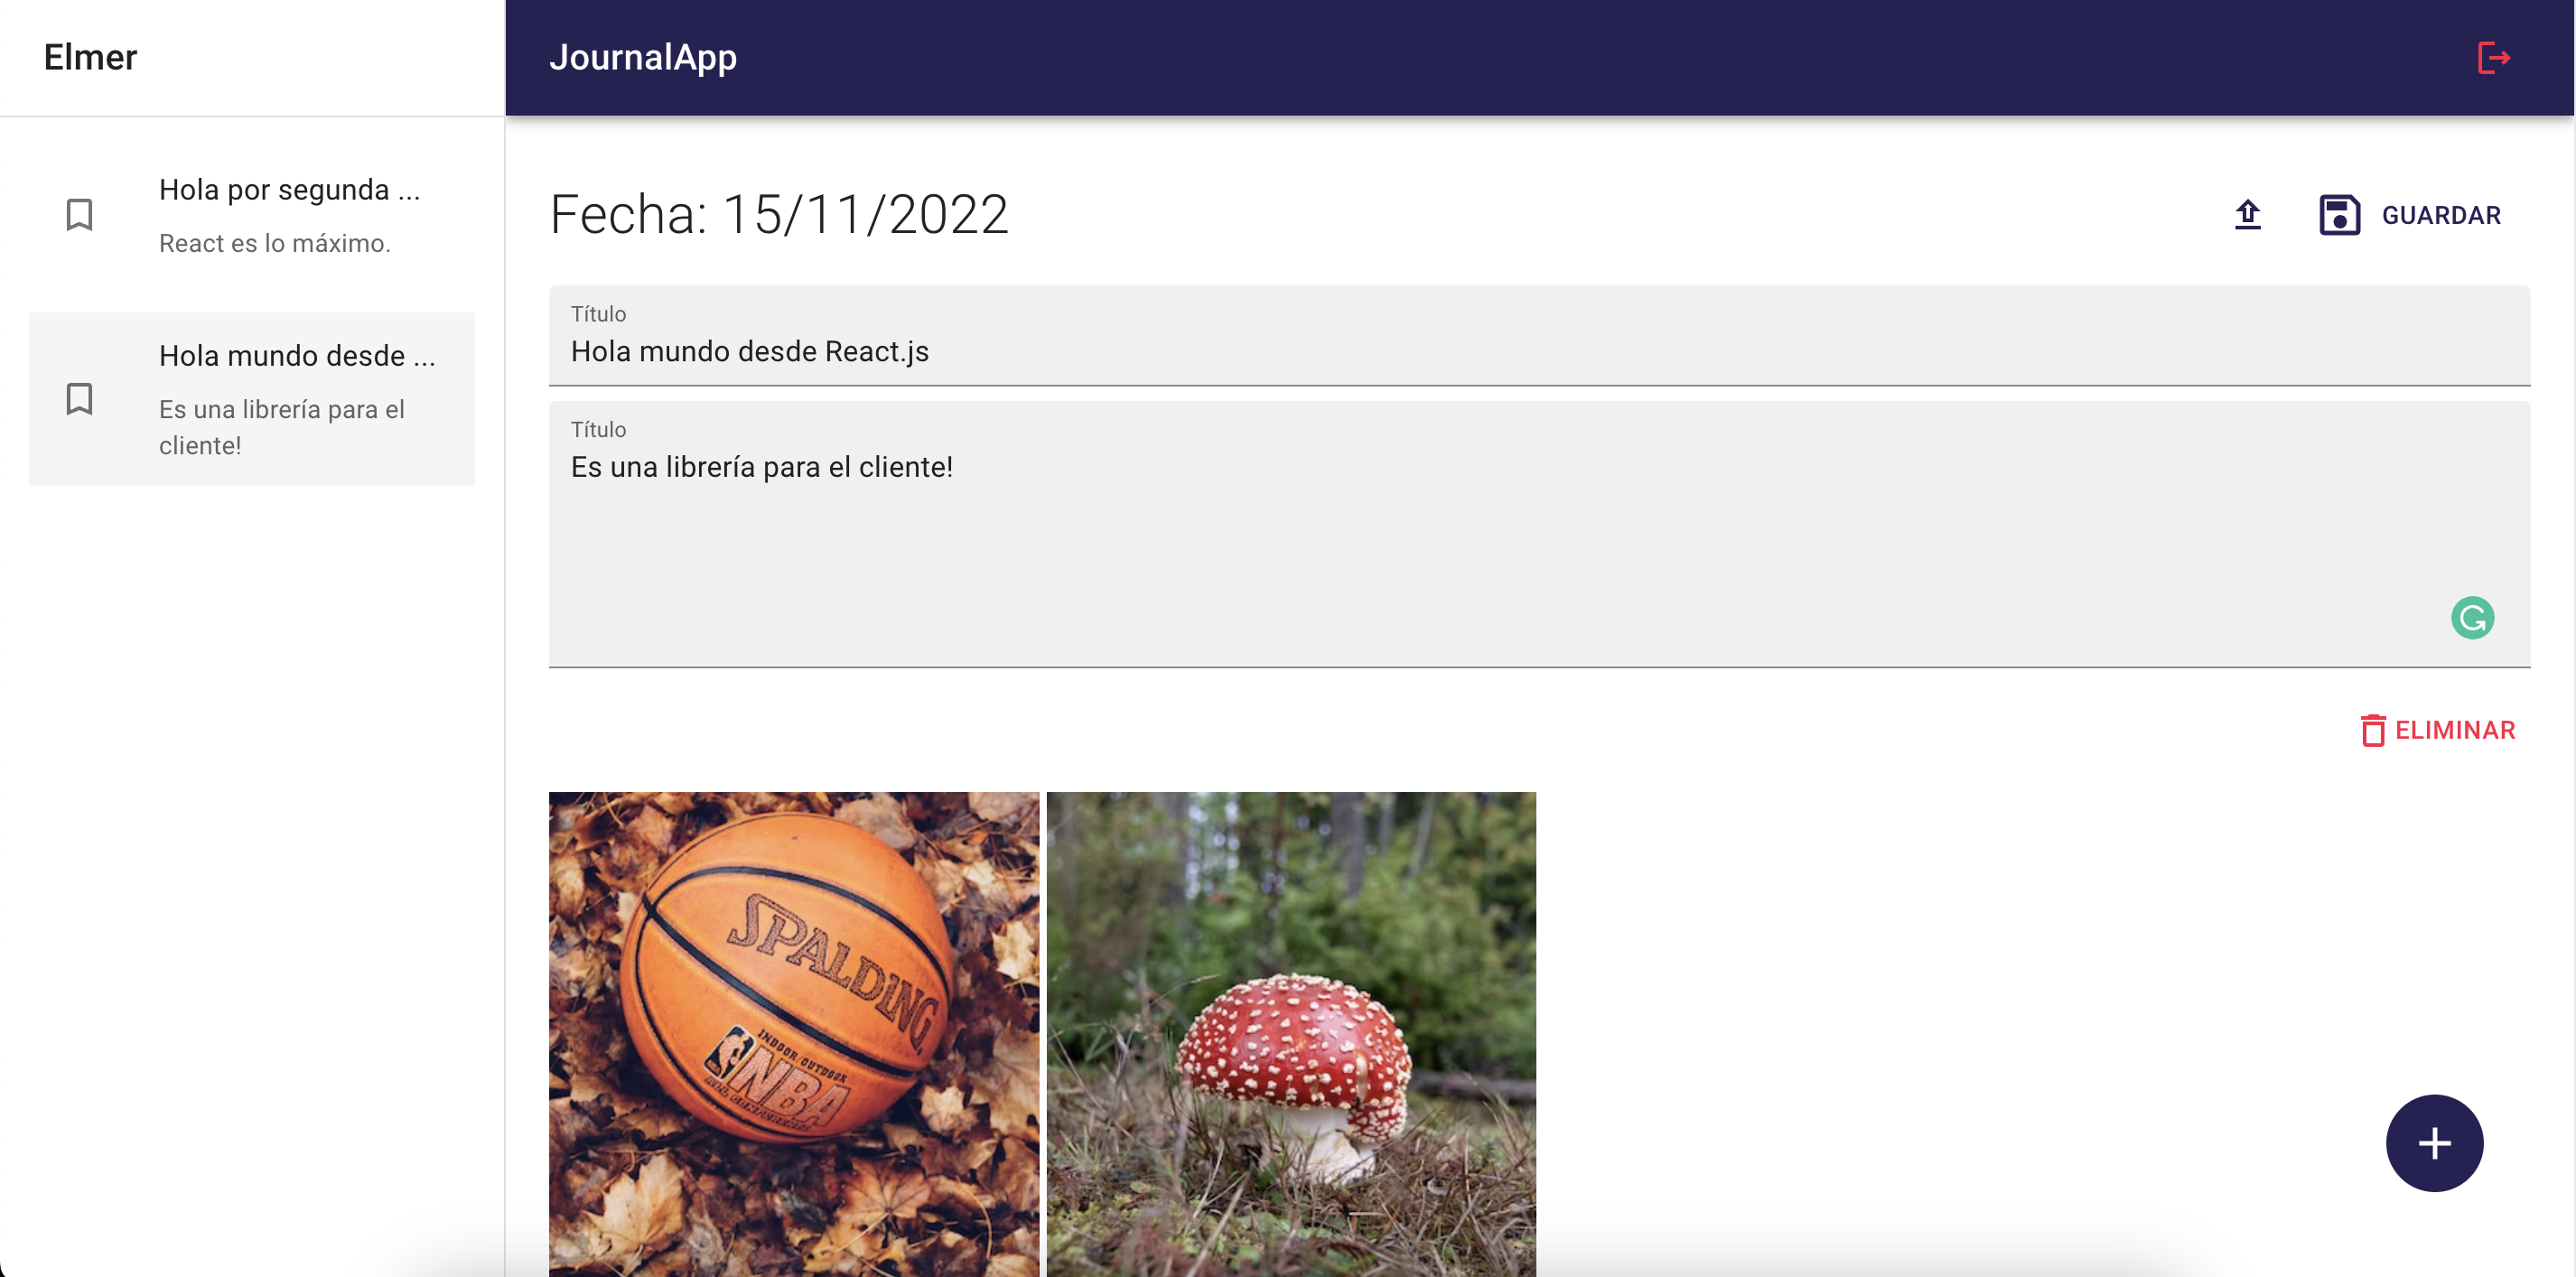 Elmer
JournalApp
Hola por segunda ...
React es lo máximo.
Hola mundo desde ...
Es una librería para el
cliente!
Fecha: 15/11/2022
GUARDAR
Título
Hola mundo desde React.js
Título
Es una librería para el cliente!
ELIMINAR
SPALDING
INDOOR/OUTDOOR
NBA